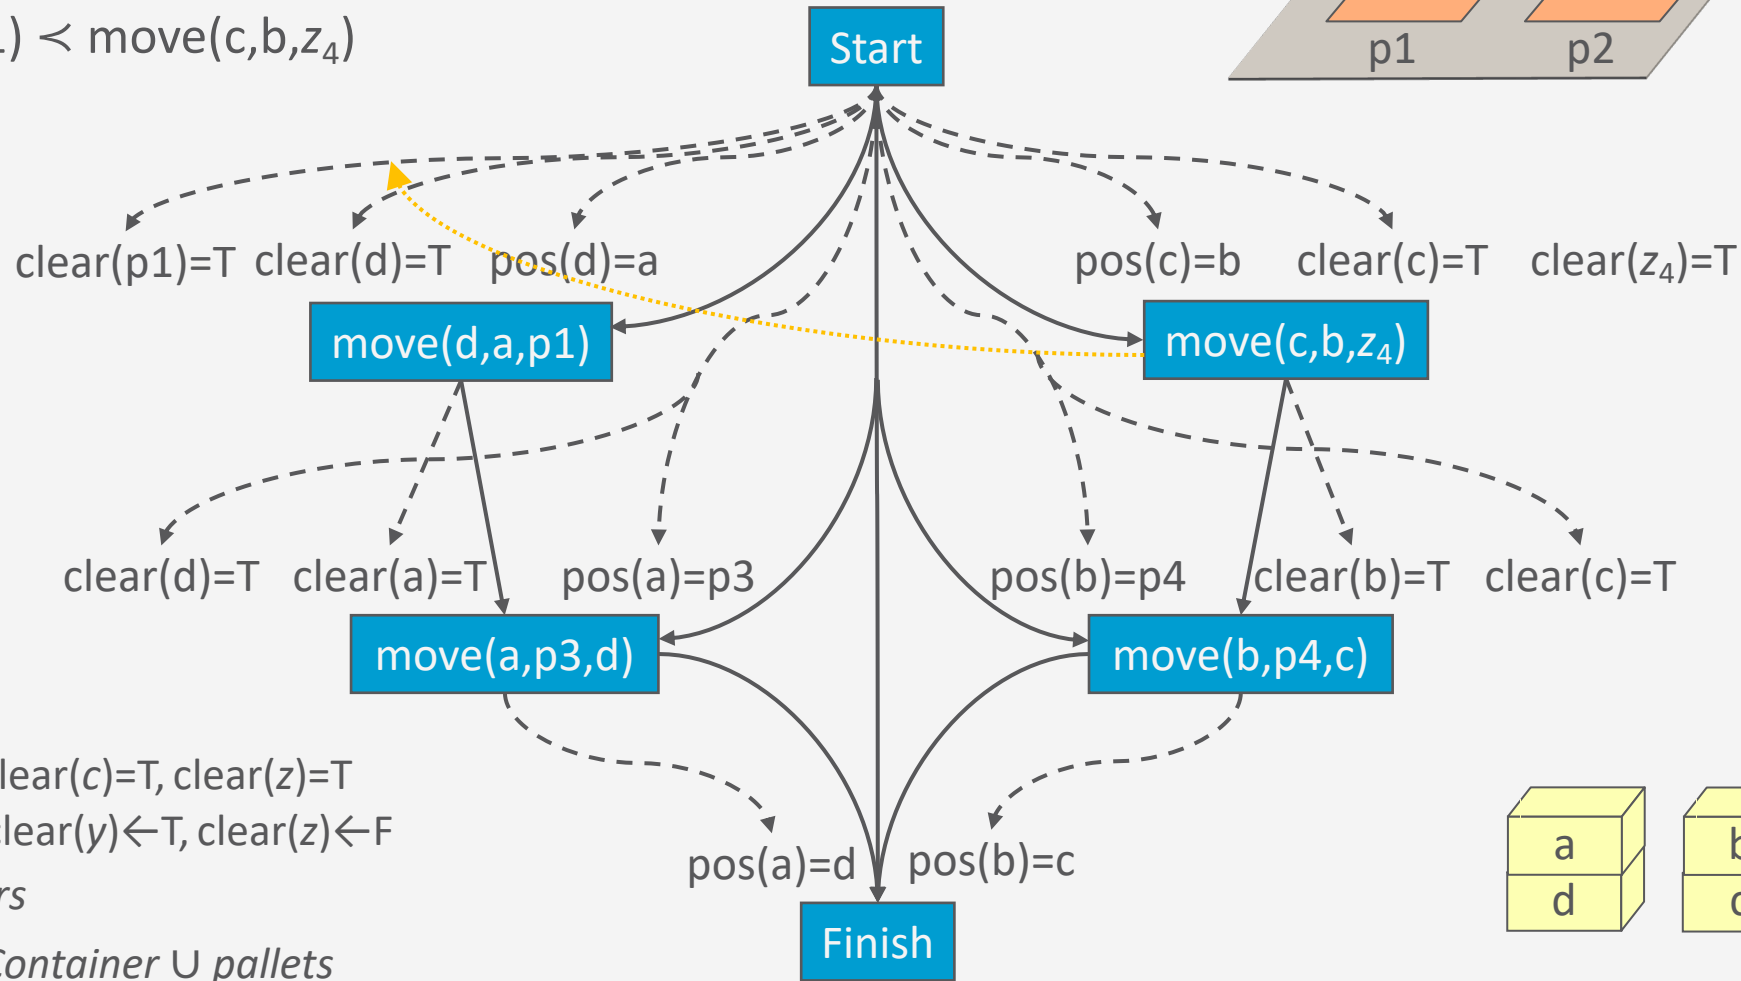 1) ≺ move(c,b,z₄)
Start
p1 p2
clear(p1)=T clear(d)=T pos(d)=a pos(c)=b clear(c)=T clear(z₄)=T
move(d,a,p1) move(c,b,z₄)
clear(d)=T clear(a)=T pos(a)=p3 pos(b)=p4 clear(b)=T clear(c)=T
move(a,p3,d) move(b,p4,c)
lear(c)=T, clear(z)=T
clear(y)←T, clear(z)←F
rs
Container ∪ pallets
pos(a)=d pos(b)=c
Finish
a b
d